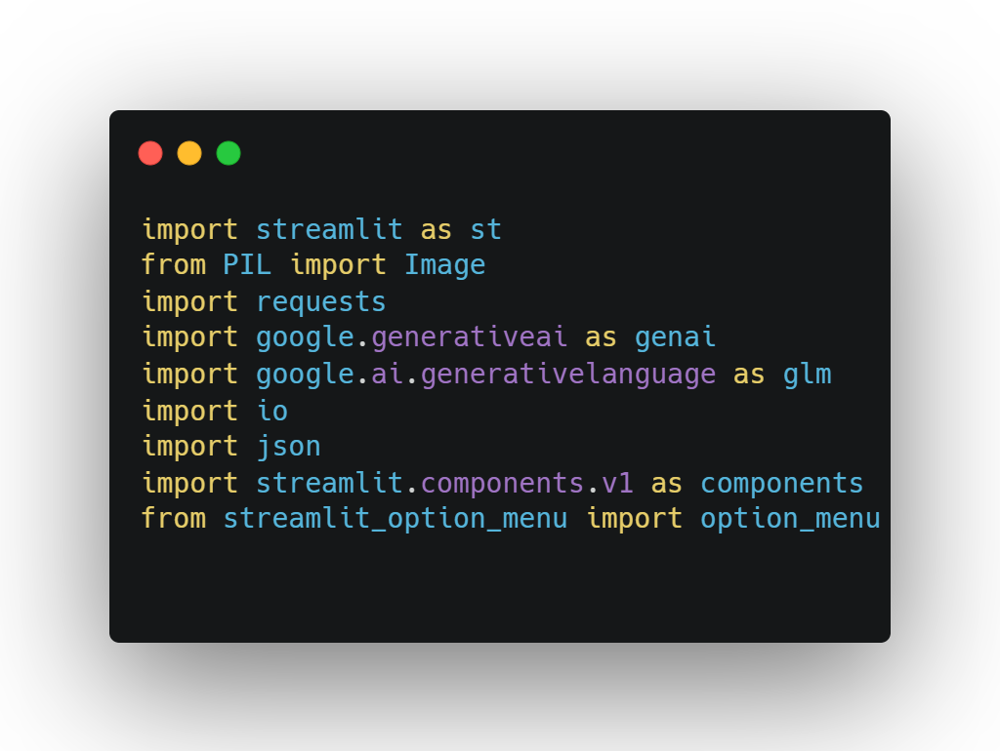 import streamlit as st
from PIL import Image
import requests
import google.generativeai as genai
import google.ai.generativelanguage as glm
import io
import json
import streamlit.components.v1 as components
from streamlit_option_menu import option_menu